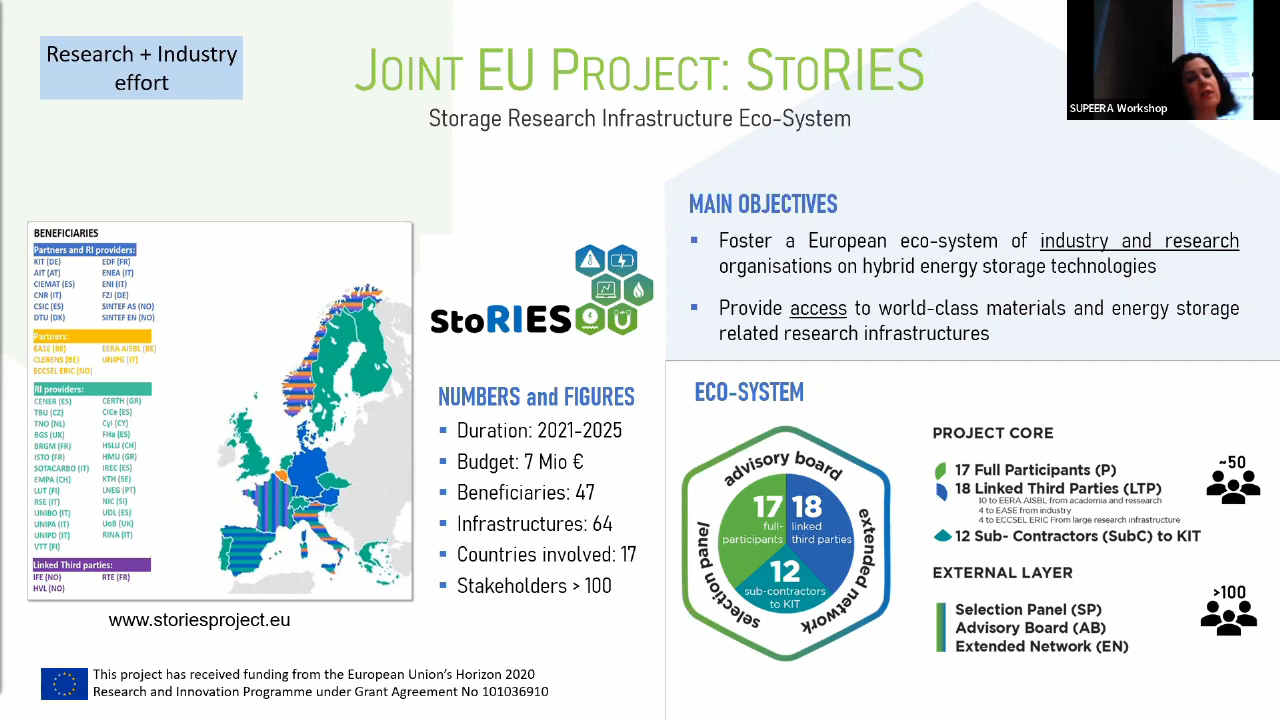 Research + Industry
effort
JOINT EU PROJECT: STORIES
Storage Research Infrastructure Eco-System
SUPEERA Workshop
BENEFICIARIES
Partners and RI providers:
KIT (DE) EDF (FR)
AIT (AT) ENEA (IT)
CIEMAT (ES) ENI (IT)
CNR (IT) FZJ (DE)
CSIC (ES) SINTEF AS (NO)
DTU (DK) SINTEF EN (NO)
Partners:
EASE (BE) EERA AISBL (BE)
CLERENS (BE) UNIPG (IT)
ECCSEL ERIC (NO)
RI providers:
CENER (ES) CERTH (GR)
TBU (CZ) CICe (ES)
TNO (NL) CyI (CY)
BGS (UK) FHa (ES)
BRGM (FR) HSLU (CH)
ISTO (FR) HMU (GR)
SOTACARBO (IT) IREC (ES)
EMPA (CH) KTH (SE)
LUT (FI) LNEG (PT)
RSE (IT) NIC (SI)
UNIBO (IT) UDL (ES)
UNIPA (IT) UoB (UK)
UNIPD (IT) RINA (IT)
VTT (FI)
Linked Third parties:
IFE (NO) RTE (FR)
HVL (NO)
www.storiesproject.eu
StoRIES
NUMBERS and FIGURES
Duration: 2021-2025
Budget: 7 Mio €
Beneficiaries: 47
Infrastructures: 64
Countries involved: 17
Stakeholders > 100
This project has received funding from the European Union's Horizon 2020
Research and Innovation Programme under Grant Agreement No 101036910
MAIN OBJECTIVES
Foster a European eco-system of industry and research
organisations on hybrid energy storage technologies
Provide access to world-class materials and energy storage
related research infrastructures
ECO-SYSTEM
advisory board
extended network
selection panel
17
full-
participants
18
linked
third parties
12
sub-contractors
to KIT
PROJECT CORE
17 Full Participants (P)
18 Linked Third Parties (LTP)
10 to EERA AISBL from academia and ressearch
4 to EASE from industry
4 to ECCSEL ERIC From large research infrastructure
12 Sub- Contractors (SubC) to KIT
~50
EXTERNAL LAYER
Selection Panel (SP)
Advisory Board (AB)
Extended Network (EN)
>100